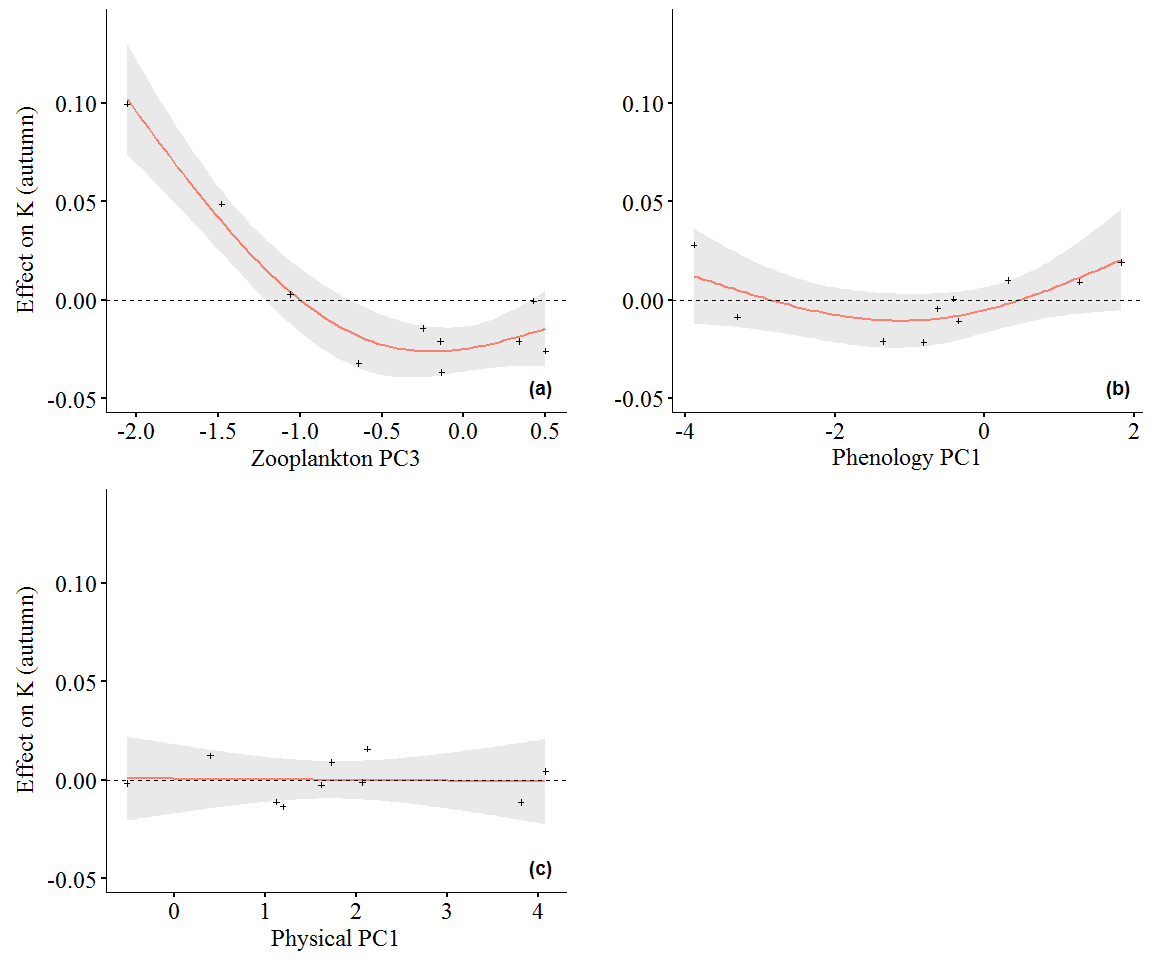 Effect on K (autumn)
0.10
0.05
0.00
-0.05
(a)
-2.0 -1.5 -1.0 -0.5 0.0 0.5
Zooplankton PC3
0.10
0.05
0.00
-0.05
(b)
-4 -2 0 2
Phenology PC1
Effect on K (autumn)
0.10
0.05
0.00
-0.05
(c)
0 1 2 3 4
Physical PC1